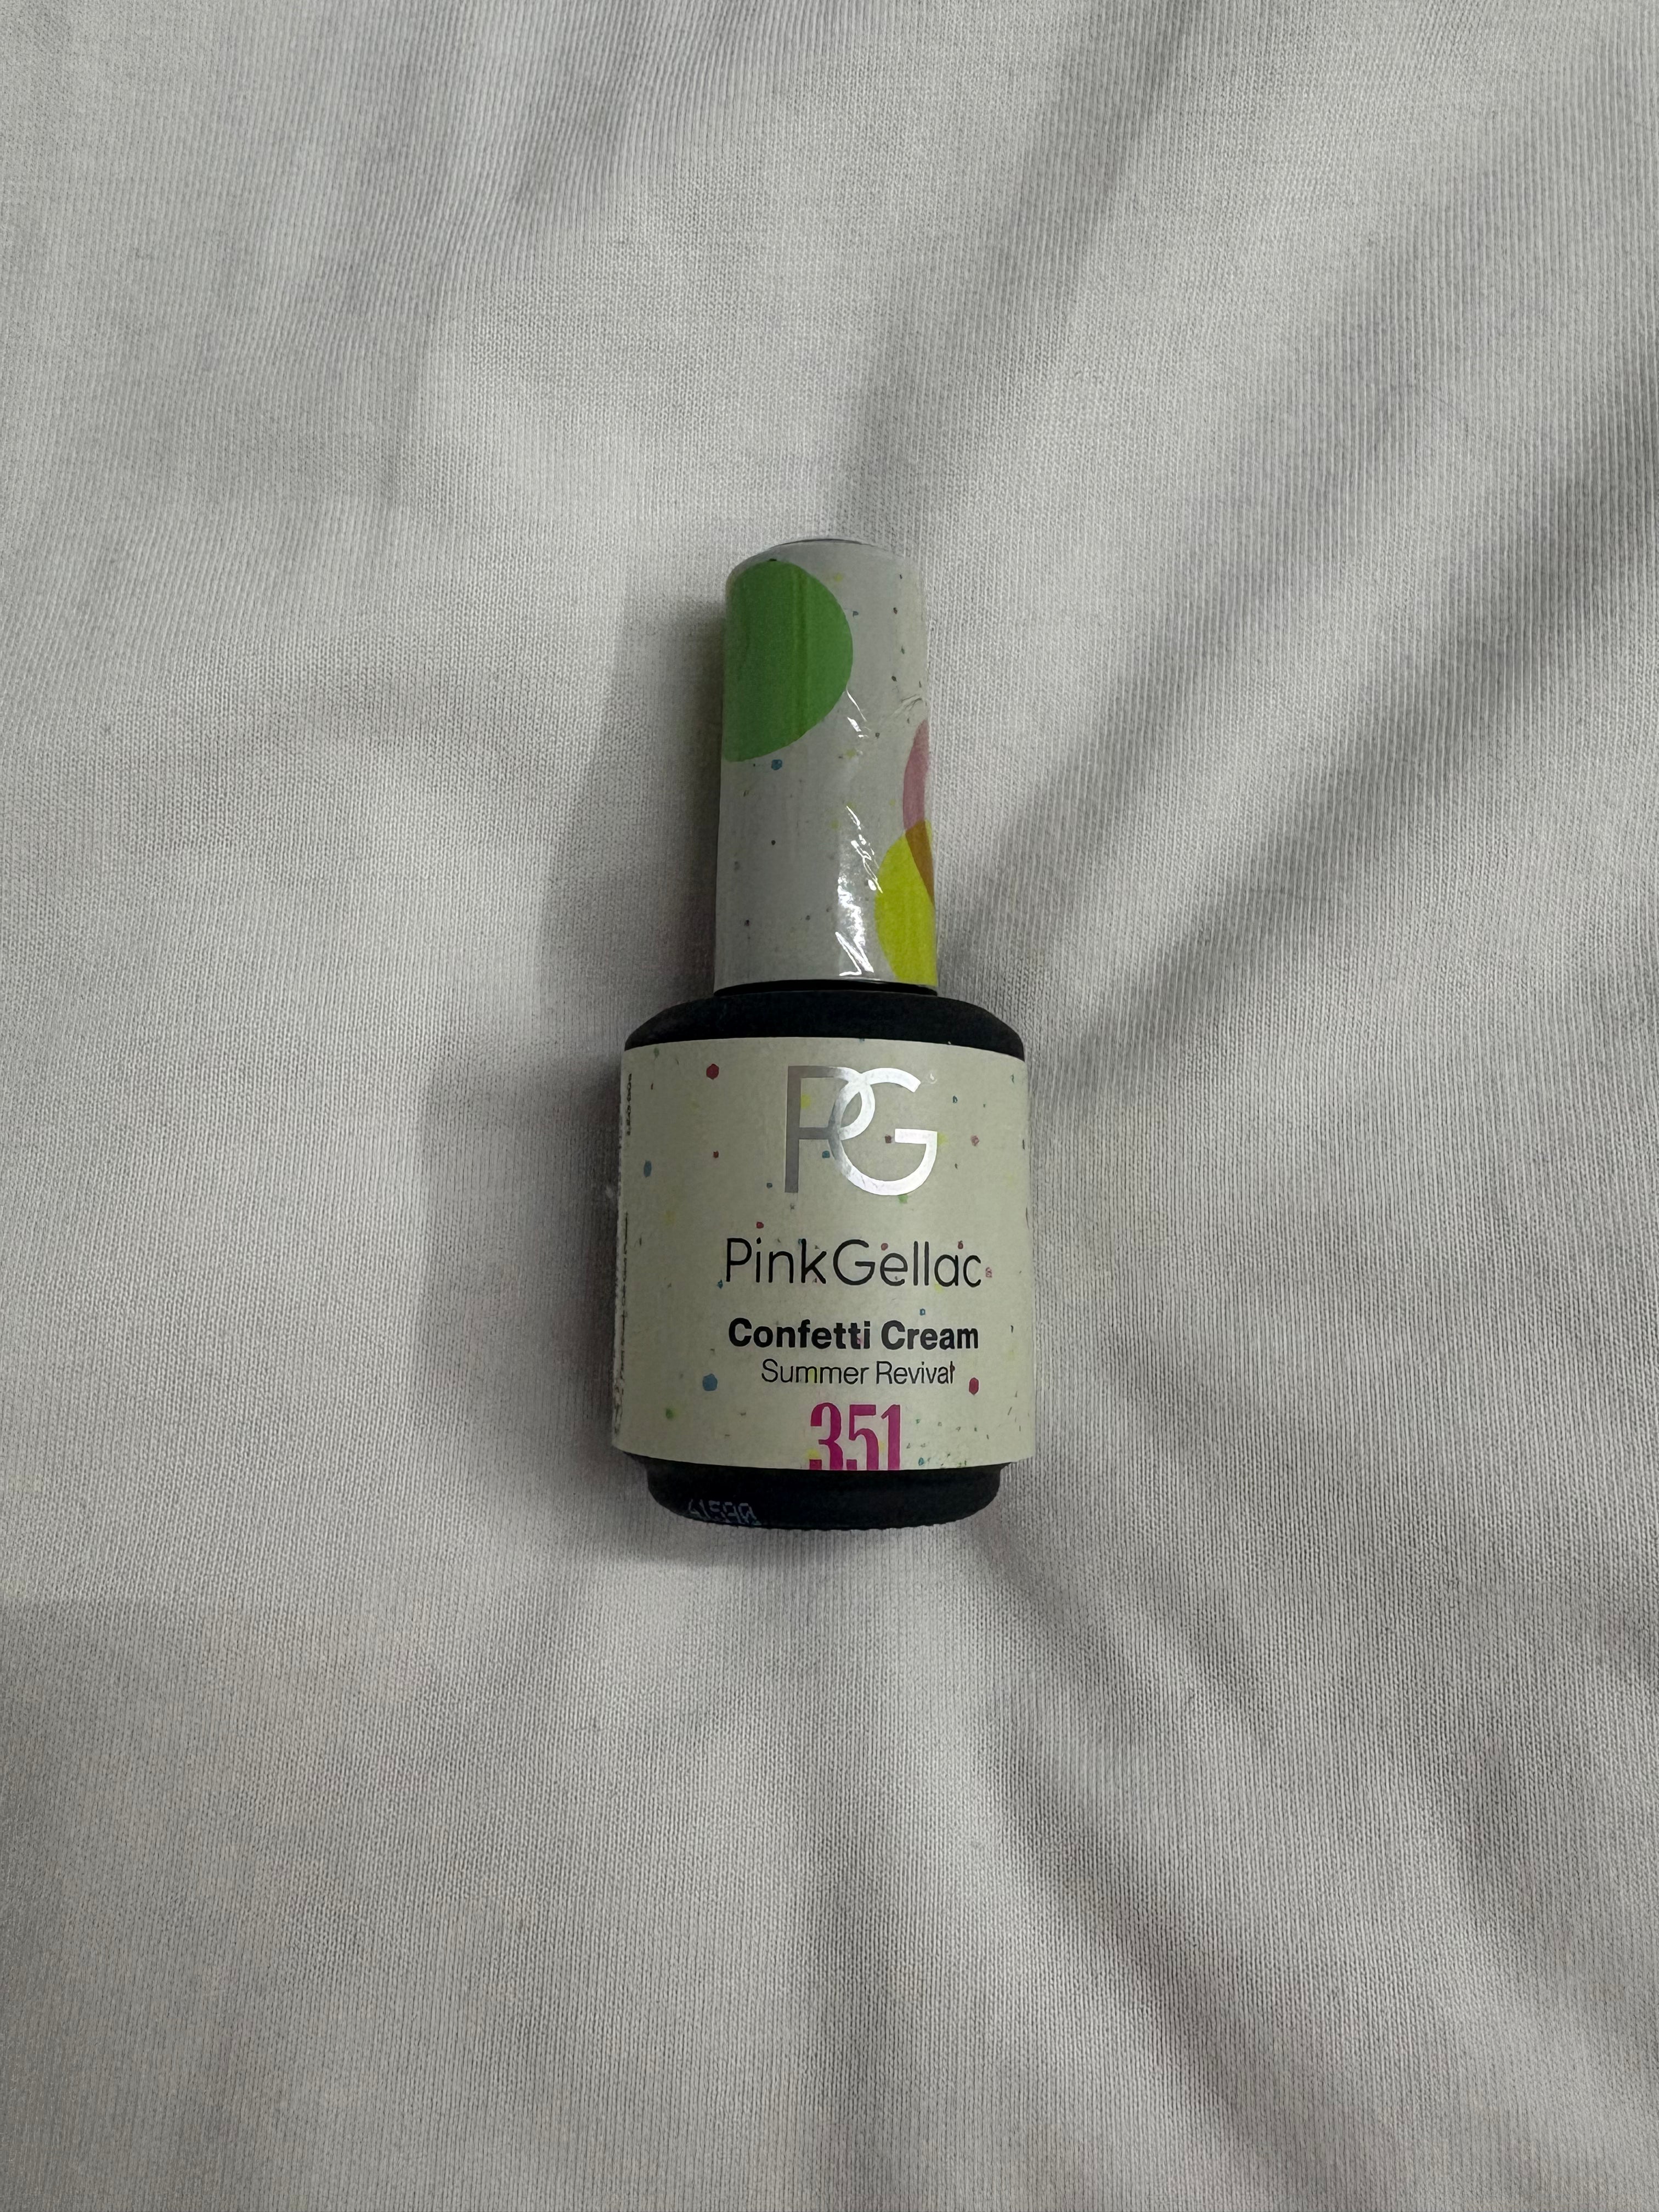 PG
PinkGellac
Confetti Cream
Summer Revival
351